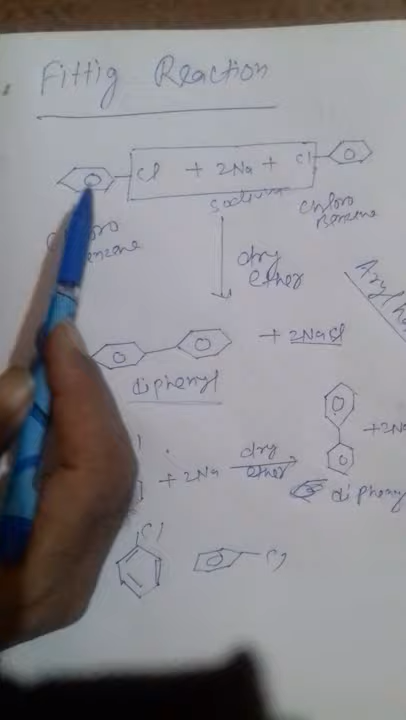 Fittig Reaction
Cl + 2Na + Cl
Sodium
Chloro
Benzene
dry
ether
+ 2NaCl
diphenyl
+ 2Na dry
ether
diphenyl
Cl
Cl